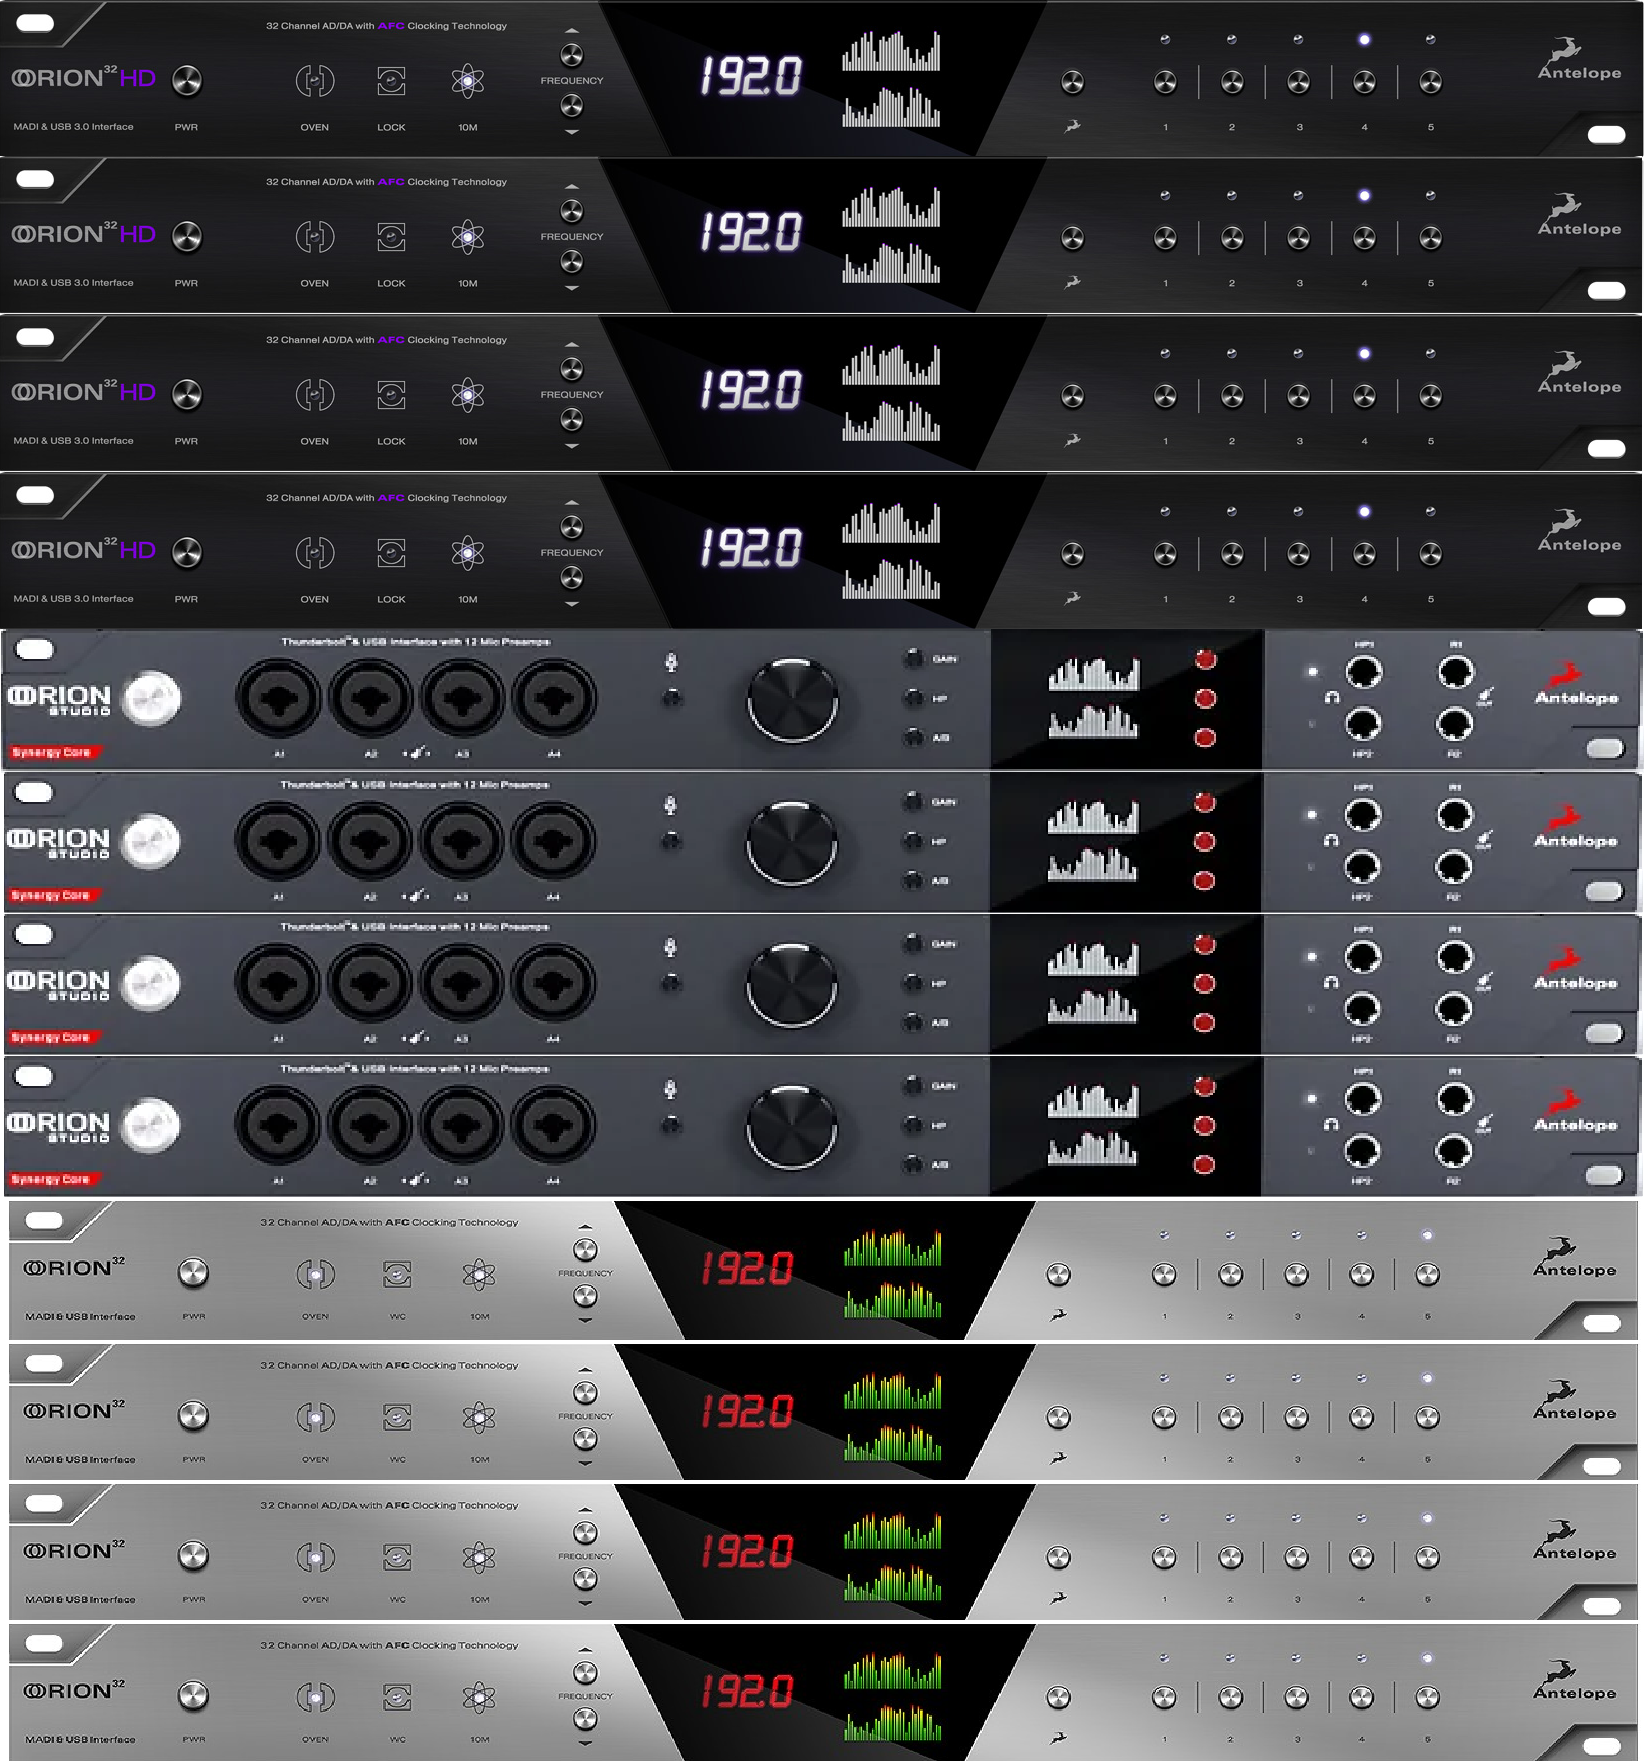 32 Channel AD/DA with AFC Clocking Technology
ORION 32 HD
FREQUENCY
192.0
Antelope
MADI & USB 3.0 Interface
PWR
OVEN
LOCK
10M
1 2 3 4 5
32 Channel AD/DA with AFC Clocking Technology
ORION 32 HD
FREQUENCY
192.0
Antelope
MADI & USB 3.0 Interface
PWR
OVEN
LOCK
10M
1 2 3 4 5
32 Channel AD/DA with AFC Clocking Technology
ORION 32 HD
FREQUENCY
192.0
Antelope
MADI & USB 3.0 Interface
PWR
OVEN
LOCK
10M
1 2 3 4 5
32 Channel AD/DA with AFC Clocking Technology
ORION 32 HD
FREQUENCY
192.0
Antelope
MADI & USB 3.0 Interface
PWR
OVEN
LOCK
10M
1 2 3 4 5
Thunderbolt™ & USB Interface with 12 Mic Preamps
GAIN
HP1
R1
ORION
STUDIO
HP
Antelope
OUT
Synergy Core
A1 A2 A3 A4
A/B
HP2
R2
Thunderbolt™ & USB Interface with 12 Mic Preamps
GAIN
HP1
R1
ORION
STUDIO
HP
Antelope
OUT
Synergy Core
A1 A2 A3 A4
A/B
HP2
R2
Thunderbolt™ & USB Interface with 12 Mic Preamps
GAIN
HP1
R1
ORION
STUDIO
HP
Antelope
OUT
Synergy Core
A1 A2 A3 A4
A/B
HP2
R2
Thunderbolt™ & USB Interface with 12 Mic Preamps
GAIN
HP1
R1
ORION
STUDIO
HP
Antelope
OUT
Synergy Core
A1 A2 A3 A4
A/B
HP2
R2
32 Channel AD/DA with AFC Clocking Technology
ORION 32
FREQUENCY
192.0
Antelope
MADI & USB Interface
PWR
OVEN
WC
10M
1 2 3 4 5
32 Channel AD/DA with AFC Clocking Technology
ORION 32
FREQUENCY
192.0
Antelope
MADI & USB Interface
PWR
OVEN
WC
10M
1 2 3 4 5
32 Channel AD/DA with AFC Clocking Technology
ORION 32
FREQUENCY
192.0
Antelope
MADI & USB Interface
PWR
OVEN
WC
10M
1 2 3 4 5
32 Channel AD/DA with AFC Clocking Technology
ORION 32
FREQUENCY
192.0
Antelope
MADI & USB Interface
PWR
OVEN
WC
10M
1 2 3 4 5